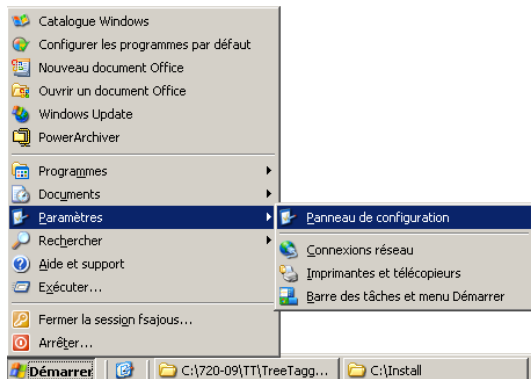 Catalogue Windows
Configurer les programmes par défaut
Nouveau document Office
Ouvrir un document Office
Windows Update
PowerArchiver
Programmes
Documents
Paramètres
Rechercher
Aide et support
Exécuter...
Fermer la session fsajous...
Arrêter...
Panneau de configuration
Connexions réseau
Imprimantes et télécopieurs
Barre des tâches et menu Démarrer
Démarrer
C:\720-09\TT\TreeTagg...
C:\Install